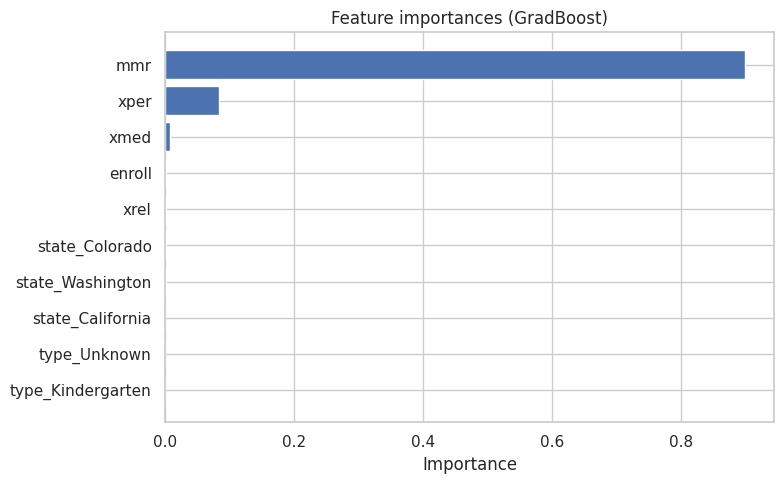 Feature importances (GradBoost)
mmr
xper
xmed
enroll
xrel
state_Colorado
state_Washington
state_California
type_Unknown
type_Kindergarten
0.0 0.2 0.4 0.6 0.8
Importance